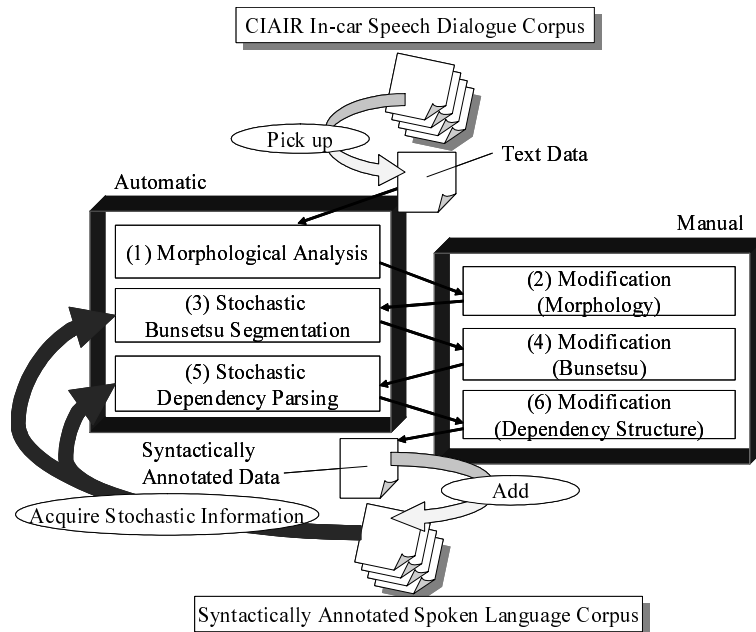 CIAIR In-car Speech Dialogue Corpus
Pick up
Text Data
Automatic
Manual
(1) Morphological Analysis
(2) Modification
(Morphology)
(3) Stochastic
Bunsetsu Segmentation
(4) Modification
(Bunsetsu)
(5) Stochastic
Dependency Parsing
(6) Modification
(Dependency Structure)
Syntactically
Annotated Data
Add
Acquire Stochastic Information
Syntactically Annotated Spoken Language Corpus